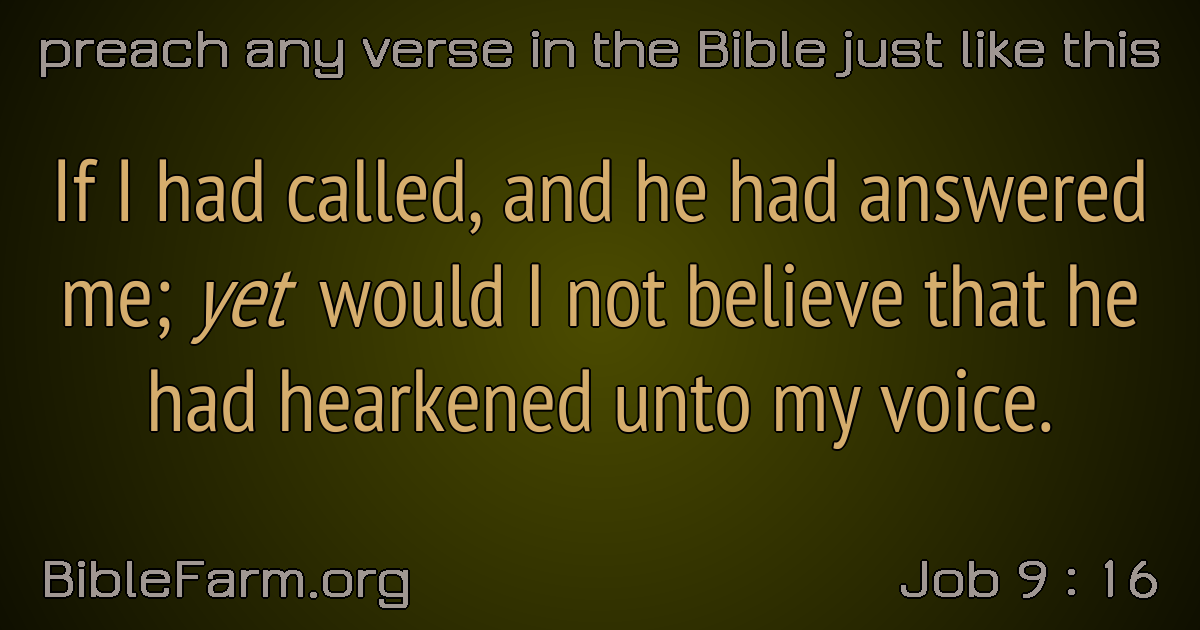 preach any verse in the Bible just like this
If I had called, and he had answered
me; yet would I not believe that he
had hearkened unto my voice.
BibleFarm.org
Job 9 : 16